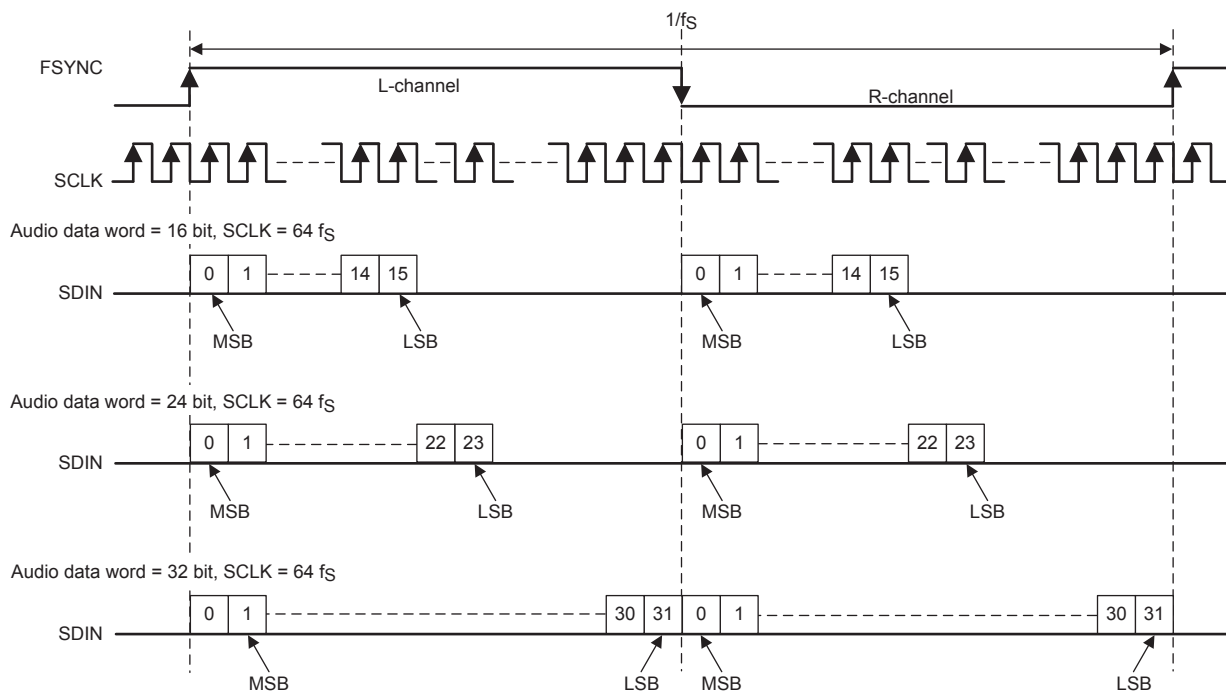 1/fS
FSYNC
L-channel
R-channel
SCLK
Audio data word = 16 bit, SCLK = 64 fS
SDIN
0 1 14 15 0 1 14 15
MSB LSB MSB LSB
Audio data word = 24 bit, SCLK = 64 fS
SDIN
0 1 22 23 0 1 22 23
MSB LSB MSB LSB
Audio data word = 32 bit, SCLK = 64 fS
SDIN
0 1 30 31 0 1 30 31
MSB LSB MSB LSB